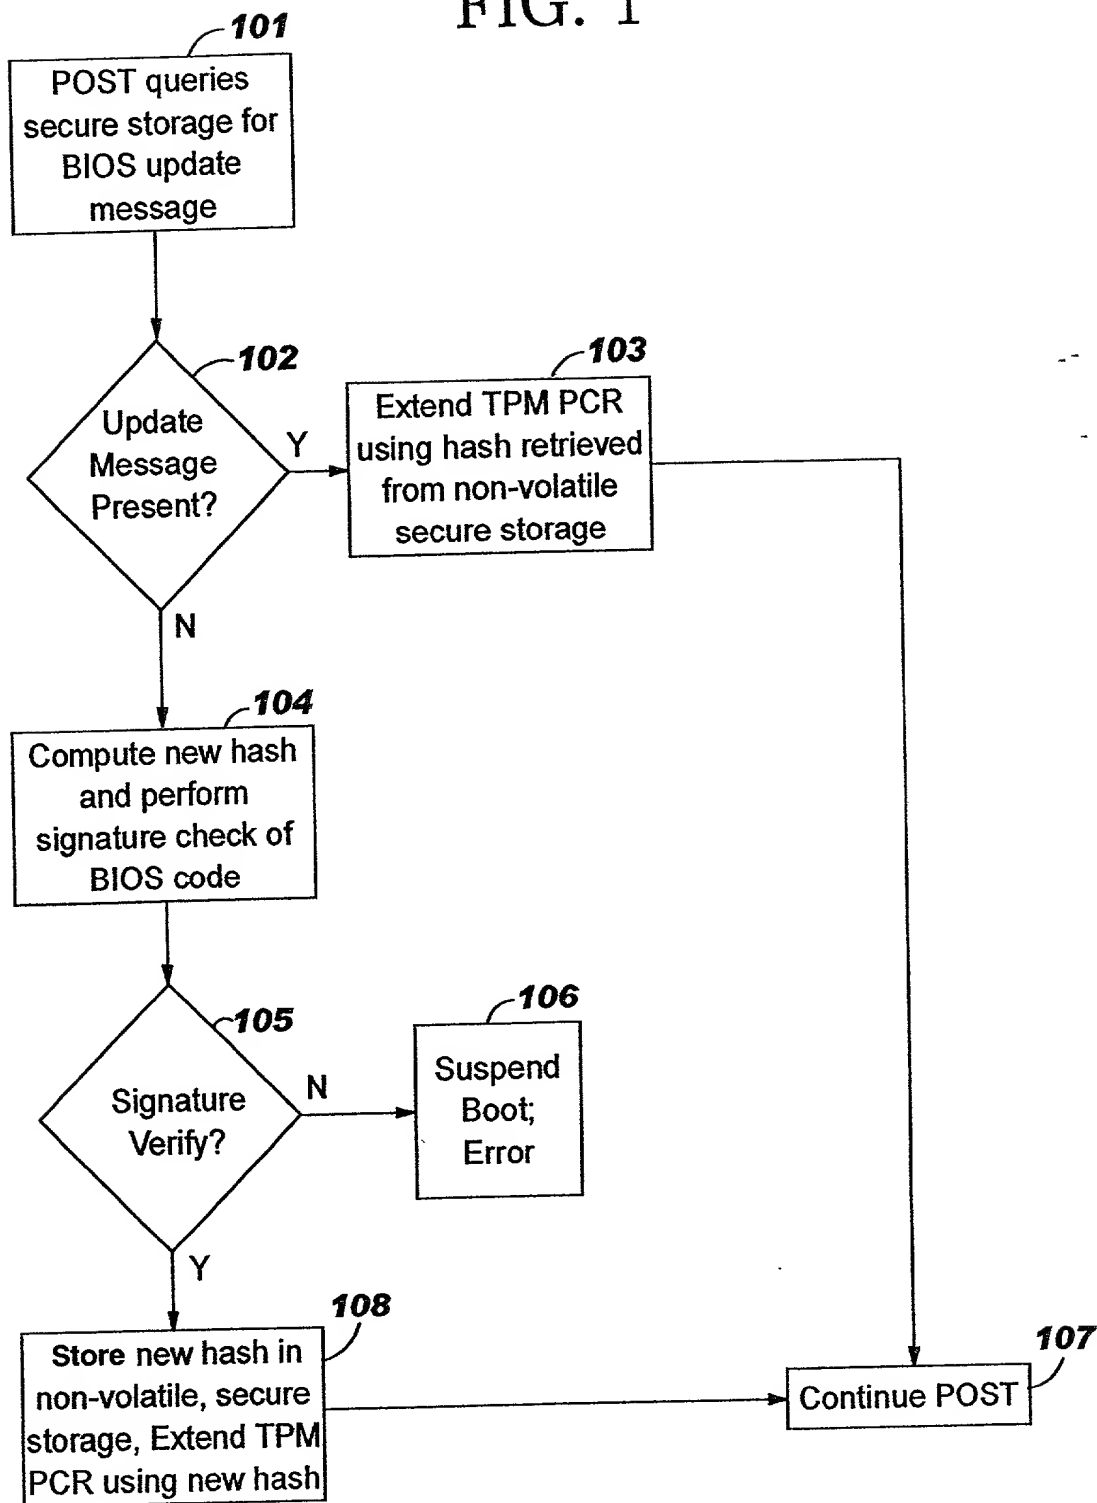 FIG. 1
101
POST queries
secure storage for
BIOS update
message
102
Update
Message
Present?
Y
N
103
Extend TPM PCR
using hash retrieved
from non-volatile
secure storage
104
Compute new hash
and perform
signature check of
BIOS code
105
Signature
Verify?
N
Y
106
Suspend
Boot;
Error
108
Store new hash in
non-volatile, secure
storage, Extend TPM
PCR using new hash
107
Continue POST